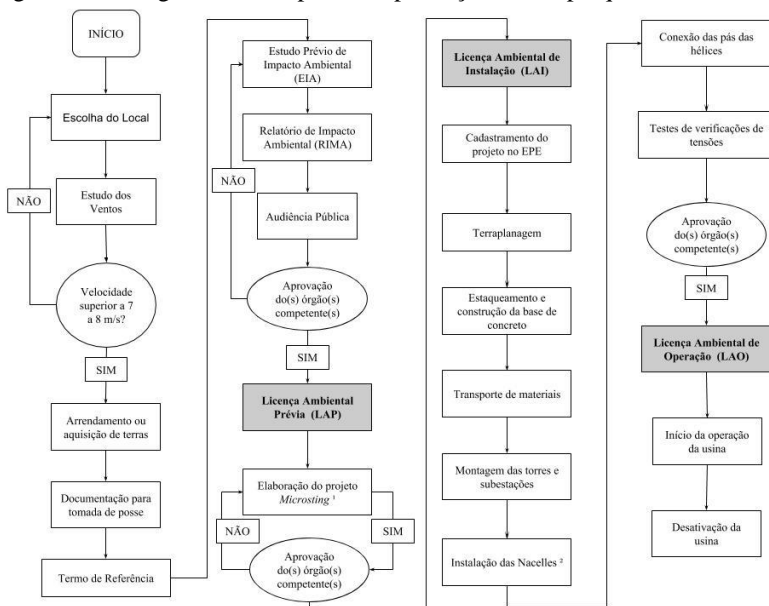 INÍCIO
Escolha do Local
NÃO
Estudo dos
Ventos
Velocidade
superior a 7
a 8 m/s?
SIM
Arrendamento ou
aquisição de terras
Documentação para
tomada de posse
Termo de Referência
Estudo Prévio de
Impacto Ambiental
(EIA)
Relatório de Impacto
Ambiental (RIMA)
NÃO
Audiência Pública
Aprovação
do(s) órgão(s)
competente(s)
SIM
Licença Ambiental
Prévia (LAP)
Elaboração do projeto
Microsting ¹
NÃO
SIM
Aprovação
do(s) órgão(s)
competente(s)
Licença Ambiental de
Instalação (LAI)
Cadastramento do
projeto no EPE
Terraplanagem
Estaqueamento e
construção da base de
concreto
Transporte de materiais
Montagem das torres e
subestações
Instalação das Nacelles ²
Conexão das pás das
hélices
Testes de verificações de
tensões
Aprovação
do(s) órgão(s)
competente(s)
SIM
Licença Ambiental de
Operação (LAO)
Início da operação
da usina
Desativação da
usina